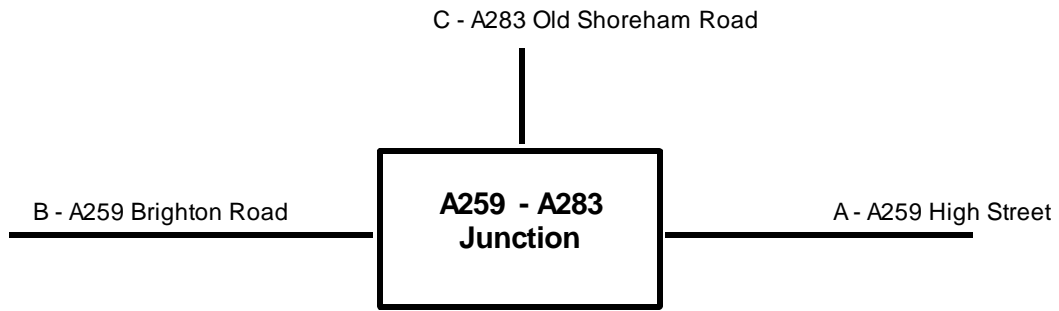 C - A283 Old Shoreham Road
B - A259 Brighton Road
A259 - A283
Junction
A - A259 High Street